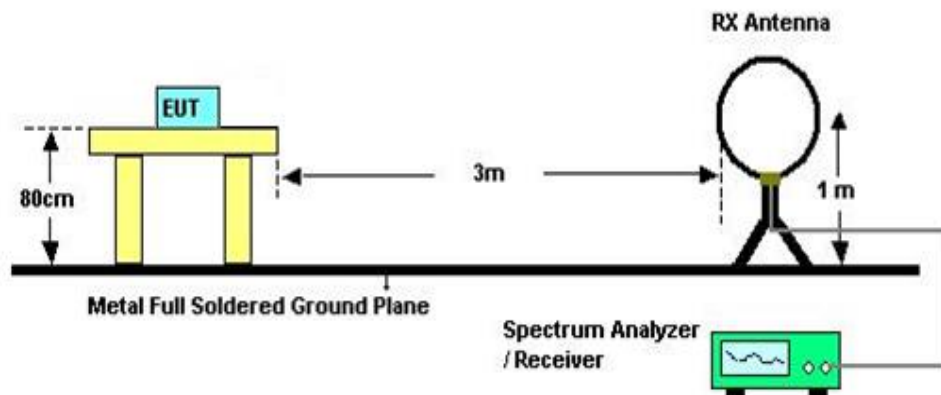 RX Antenna
EUT
80cm
3m
1 m
Metal Full Soldered Ground Plane
Spectrum Analyzer
/ Receiver